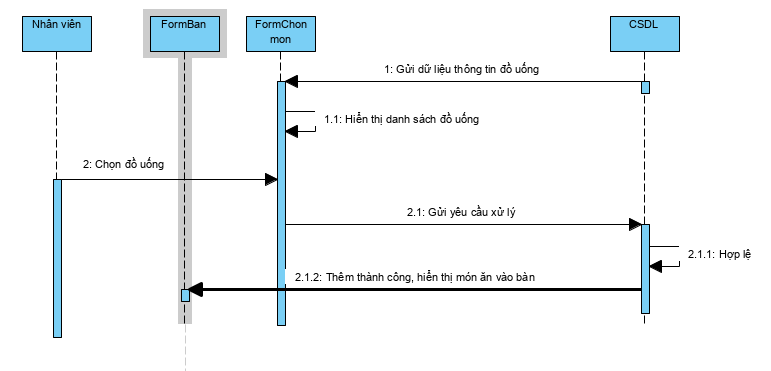 Nhân viên
FormBan
FormChon
mon
CSDL
1: Gửi dữ liệu thông tin đồ uống
1.1: Hiển thị danh sách đồ uống
2: Chọn đồ uống
2.1: Gửi yêu cầu xử lý
2.1.1: Hợp lệ
2.1.2: Thêm thành công, hiển thị món ăn vào bàn